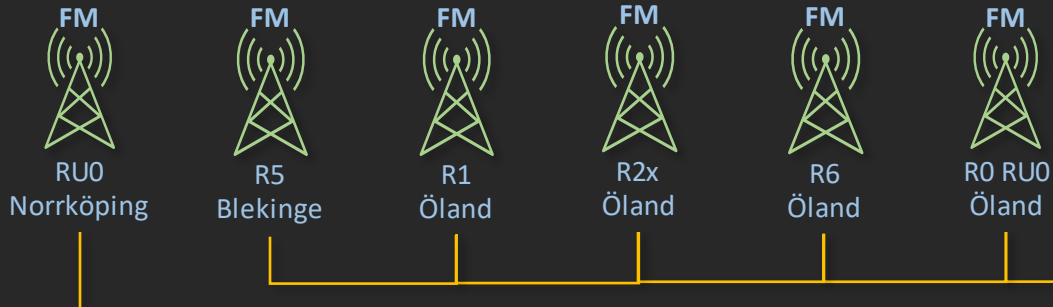 FM FM FM FM FM FM
RU0 R5 R1 R2x R6 R0 RU0
Norrköping Blekinge Öland Öland Öland Öland